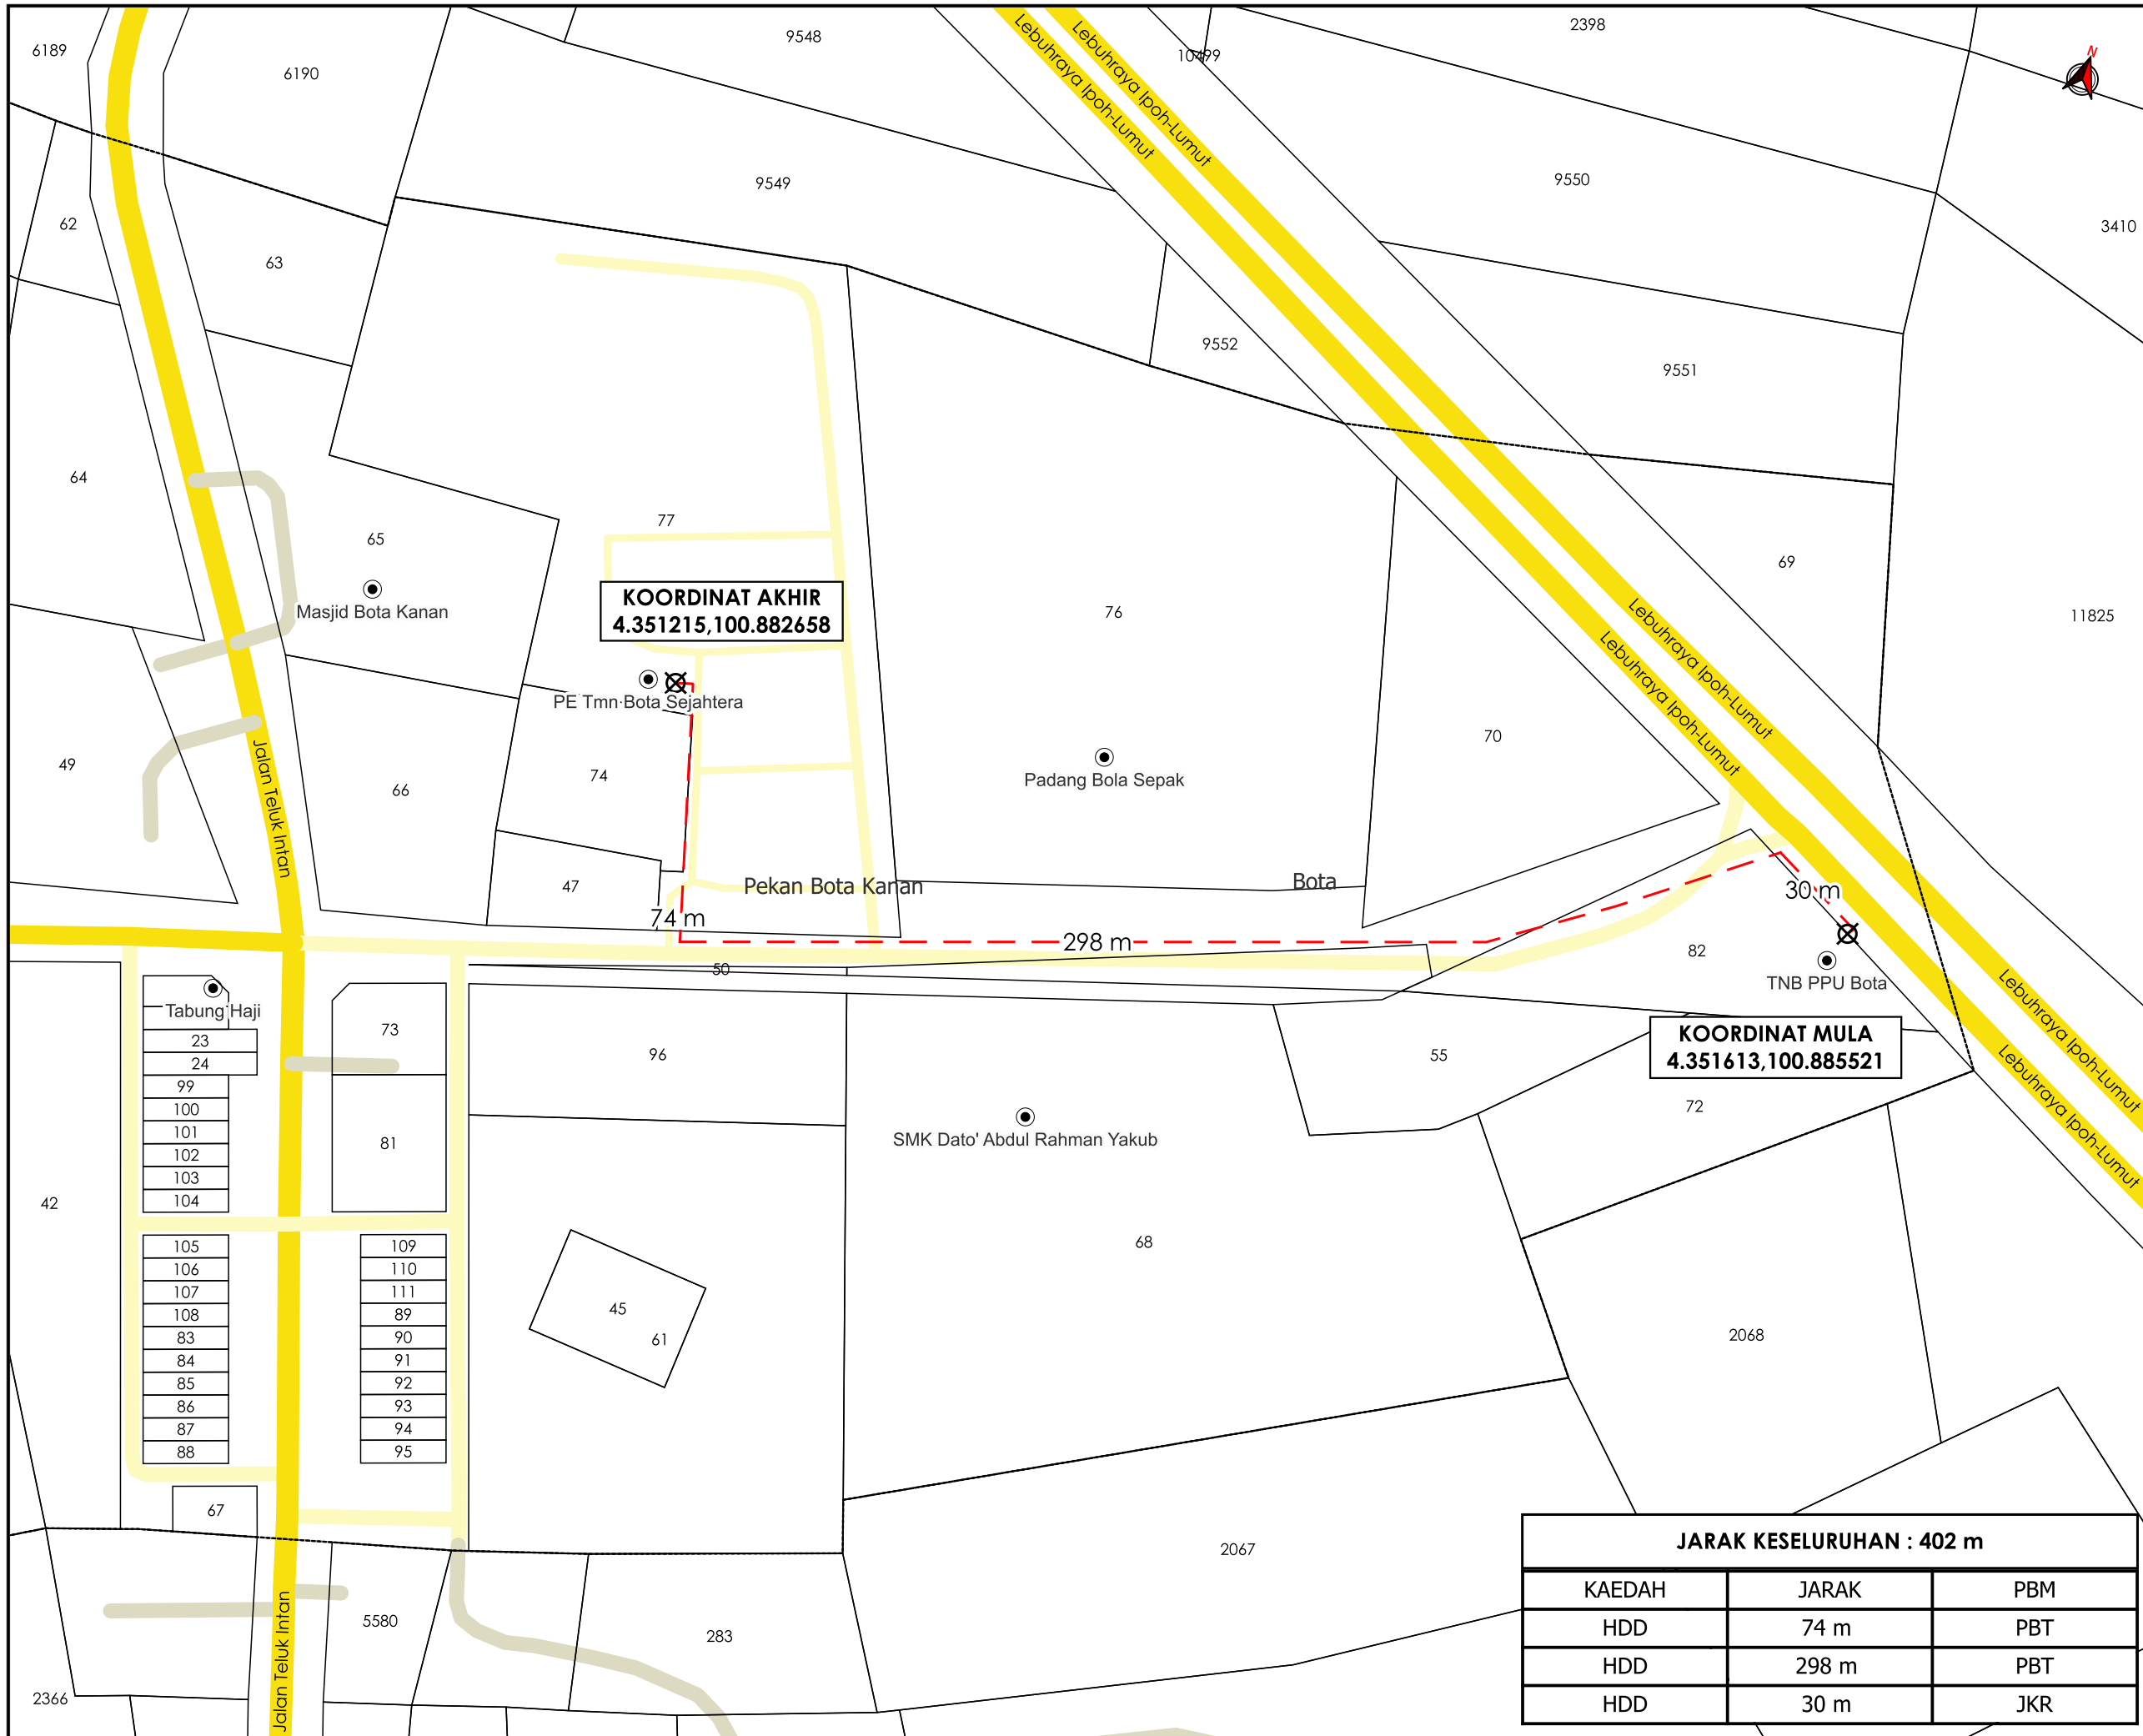 6189
6190
9548
10499
2398
N
9549
9550
3410
Lebuhraya Ipoh-Lumut
Lebuhraya Ipoh-Lumut
62
63
9552
9551
64
65
77
76
69
11825
Masjid Bota Kanan
KOORDINAT AKHIR
4.351215,100.882658
Lebuhraya Ipoh-Lumut
Lebuhraya Ipoh-Lumut
PE Tmn Bota Sejahtera
49
Jalan Teluk Intan
66
74
Padang Bola Sepak
70
47
Pekan Bota Kanan
Bota
30 m
74 m
298 m
50
82
TNB PPU Bota
Tabung Haji
73
23
24
96
55
KOORDINAT MULA
4.351613,100.885521
Lebuhraya Ipoh-Lumut
Lebuhraya Ipoh-Lumut
99
100
101
102
103
104
81
72
SMK Dato' Abdul Rahman Yakub
42
68
105
106
107
108
83
84
85
86
87
88
109
110
111
89
90
91
92
93
94
95
45
61
2068
67
2067
5580
283
2366
Jalan Teluk Intan
JARAK KESELURUHAN : 402 m
KAEDAH JARAK PBM
HDD 74 m PBT
HDD 298 m PBT
HDD 30 m JKR